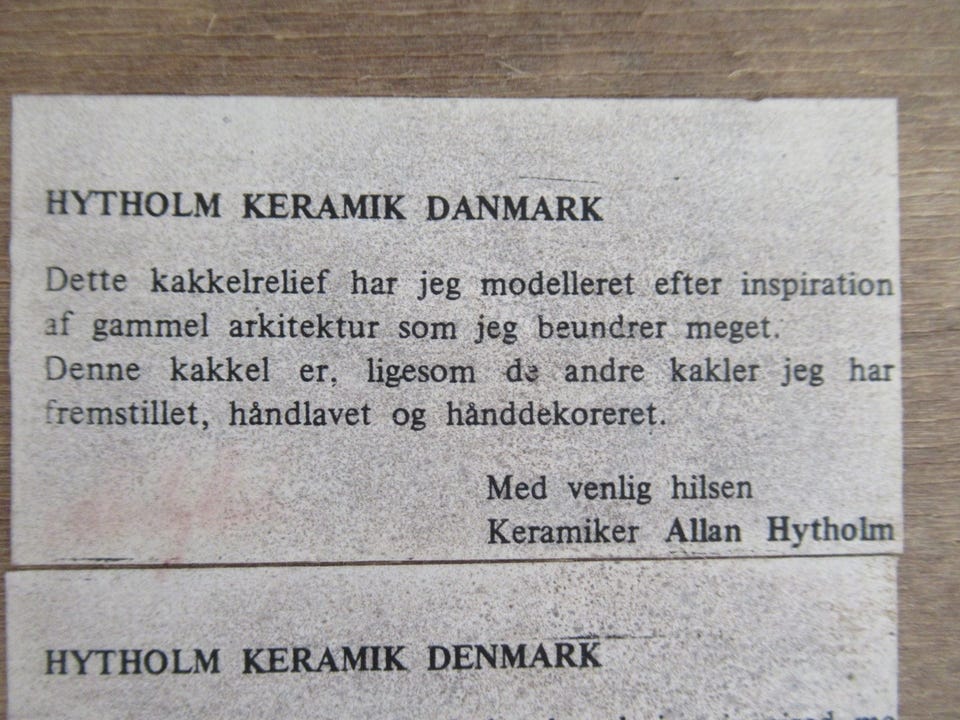 HYTHOLM KERAMIK DANMARK
Dette kakkelrelief har jeg modelleret efter inspiration
af gammel arkitektur som jeg beundrer meget.
Denne kakkel er, ligesom de andre kakler jeg har
fremstillet, håndlavet og hånddekoreret.
Med venlig hilsen
Keramiker Allan Hytholm
HYTHOLM KERAMIK DENMARK